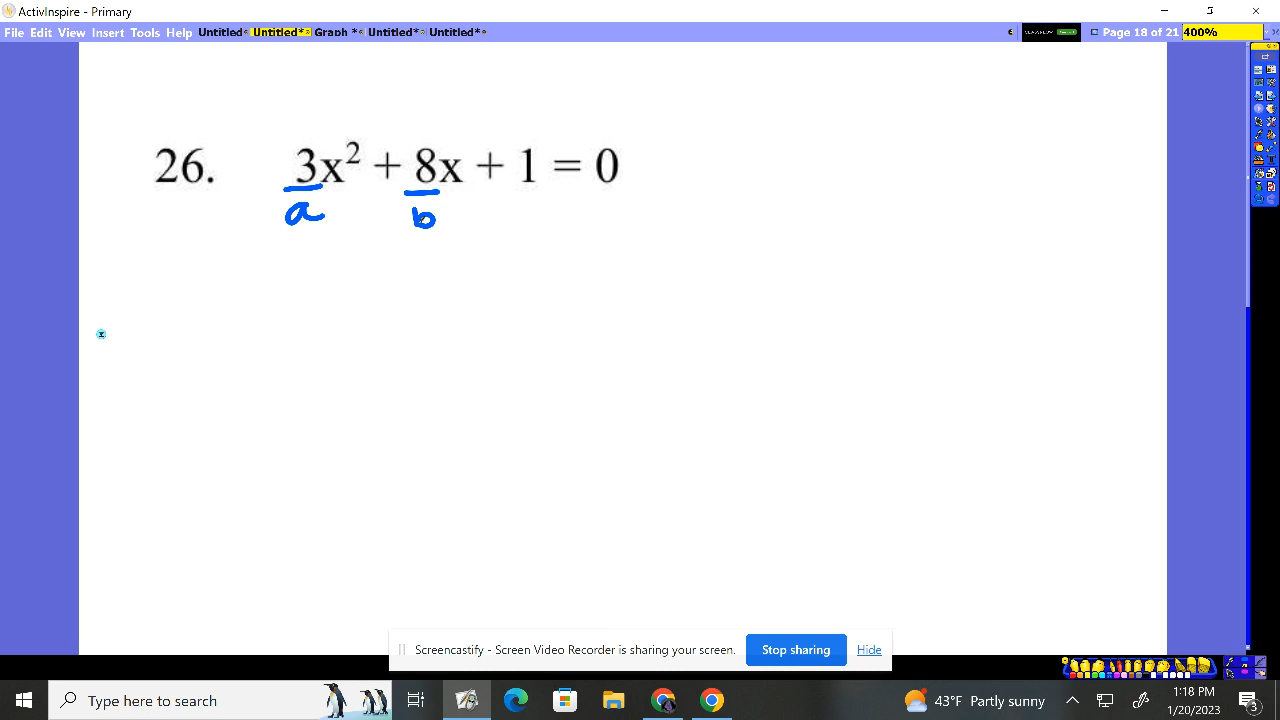 ActivInspire - Primary
File Edit View Insert Tools Help Untitled Untitled* Graph * Untitled* Untitled* Page 18 of 21 400%
26. 3x² + 8x + 1 = 0
a b
Screencastify - Screen Video Recorder is sharing your screen. Stop sharing Hide
Type here to search 43°F Partly sunny 1:18 PM
1/20/2023 3